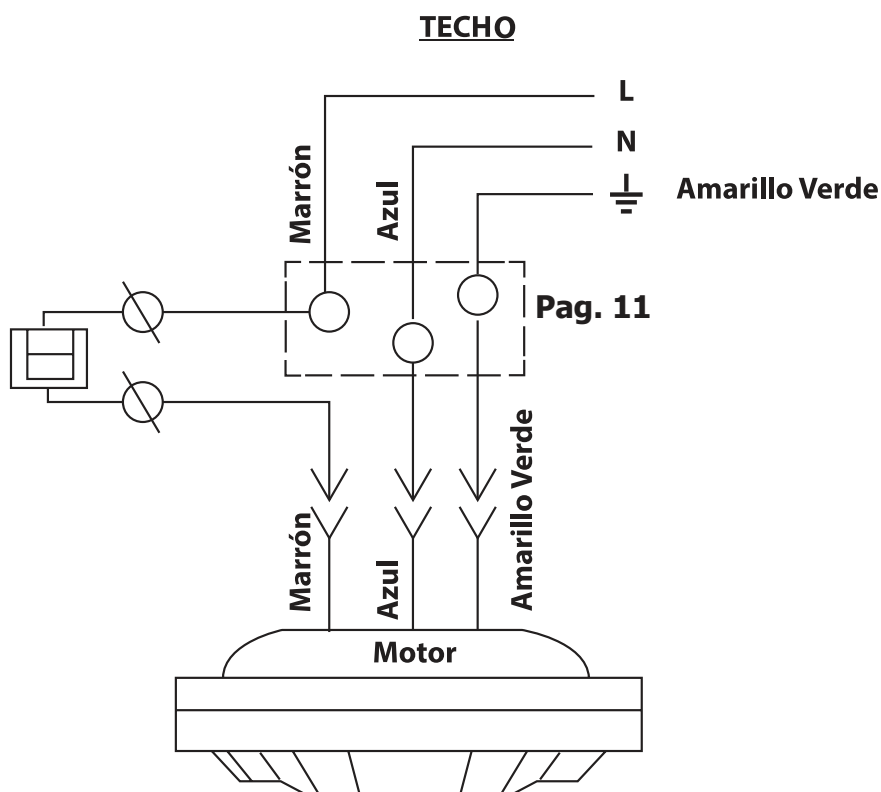 TECHO
L
N
Amarillo Verde
Marrón
Azul
Pag. 11
Marrón
Azul
Amarillo Verde
Motor